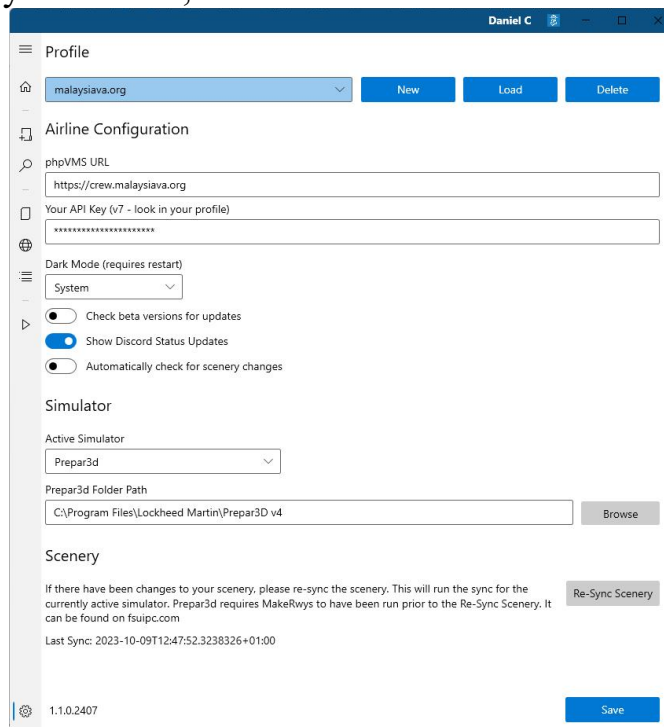 Daniel C
Profile
malaysiava.org
New
Load
Delete
Airline Configuration
phpVMS URL
https://crew.malaysiava.org
Your API Key (v7 - look in your profile)
**********************
Dark Mode (requires restart)
System
Check beta versions for updates
Show Discord Status Updates
Automatically check for scenery changes
Simulator
Active Simulator
Prepar3d
Prepar3d Folder Path
C:\Program Files\Lockheed Martin\Prepar3D v4
Browse
Scenery
If there have been changes to your scenery, please re-sync the scenery. This will run the sync for the
currently active simulator. Prepar3d requires MakeRwys to have been run prior to the Re-Sync Scenery. It
can be found on fsuipc.com
Re-Sync Scenery
Last Sync: 2023-10-09T12:47:52.3238326+01:00
1.1.0.2407
Save